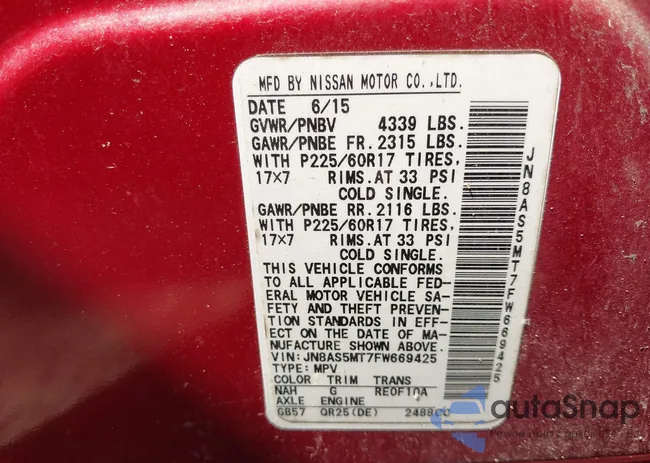 MFD BY NISSAN MOTOR CO.,LTD.
DATE 6/15
GVWR/PNBV 4339 LBS.
GAWR/PNBE FR. 2315 LBS.
WITH P225/60R17 TIRES,
17×7 RIMS. AT 33 PSI
COLD SINGLE.
GAWR/PNBE RR. 2116 LBS.
WITH P225/60R17 TIRES,
17×7 RIMS. AT 33 PSI
COLD SINGLE.
THIS VEHICLE CONFORMS
TO ALL APPLICABLE FED-
ERAL MOTOR VEHICLE SA-
FETY AND THEFT PREVEN-
TION STANDARDS IN EFF-
ECT ON THE DATE OF MA-
NUFACTURE SHOWN ABOVE.
VIN: JN8AS5MT7FW669425
TYPE: MPV
COLOR TRIM TRANS
NAH G RE0F10A
AXLE ENGINE
GB57 QR25(DE) 2488CC
JN8AS5MT7FW669425
autoSnap